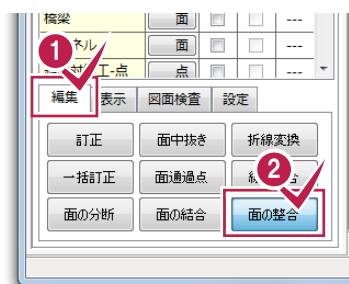 橋梁 面 ---
ネル 面 ---
工-点 点 ---
編集 表示 図面検査 設定
訂正 面中抜き 折線変換
一括訂正 面通過点
面の分断 面の結合 面の整合
1
2